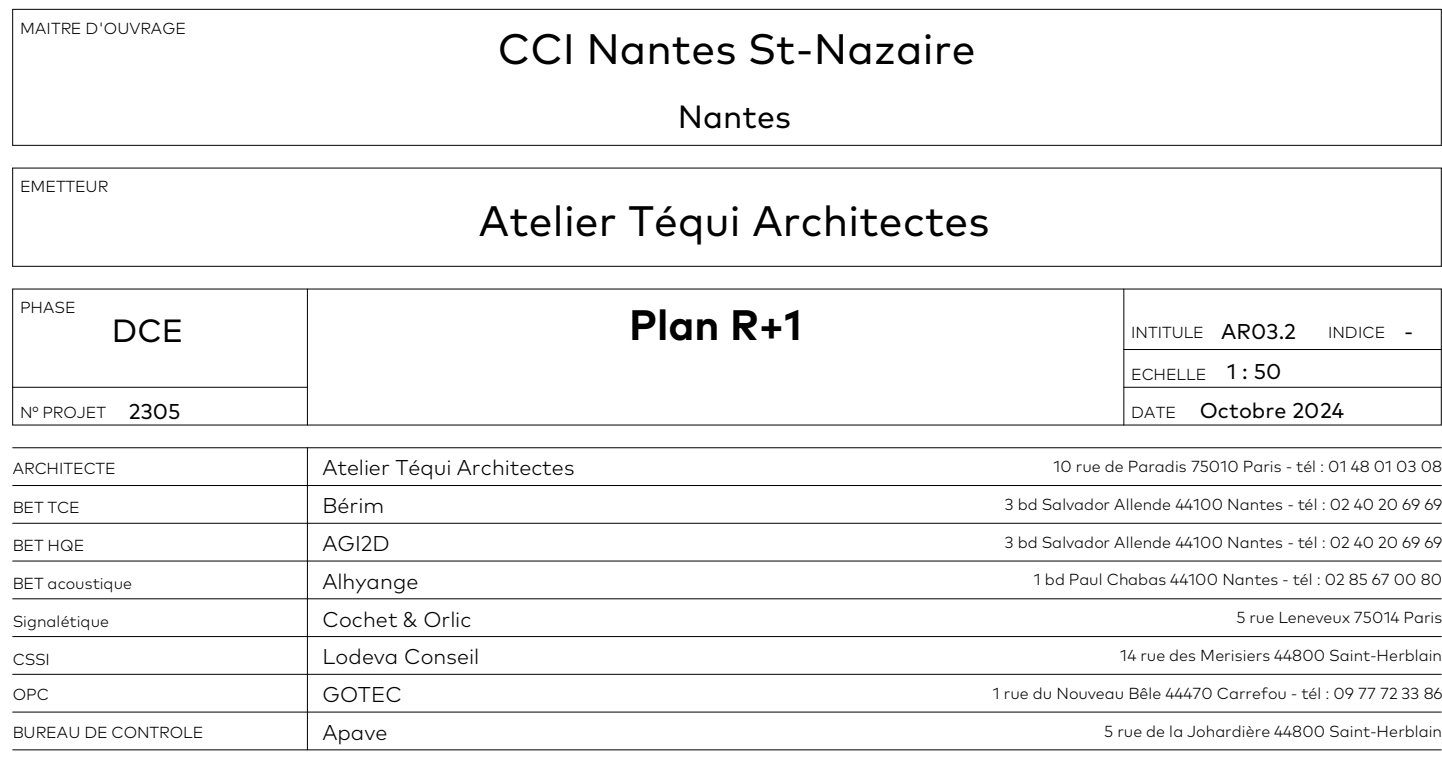 MAITRE D'OUVRAGE
CCI Nantes St-Nazaire
Nantes
EMETTEUR
Atelier Téqui Architectes
PHASE
DCE
N° PROJET 2305
Plan R+1
INTITULE AR03.2 INDICE -
ECHELLE 1 : 50
DATE Octobre 2024
ARCHITECTE Atelier Téqui Architectes 10 rue de Paradis 75010 Paris - tél : 01 48 01 03 08
BET TCE Bérim 3 bd Salvador Allende 44100 Nantes - tél : 02 40 20 69 69
BET HQE AGI2D 3 bd Salvador Allende 44100 Nantes - tél : 02 40 20 69 69
BET acoustique Alhyange 1 bd Paul Chabas 44100 Nantes - tél : 02 85 67 00 80
Signalétique Cochet & Orlic 5 rue Leneveux 75014 Paris
CSSI Lodeva Conseil 14 rue des Merisiers 44800 Saint-Herblain
OPC GOTEC 1 rue du Nouveau Bêle 44470 Carrefou - tél : 09 77 72 33 86
BUREAU DE CONTROLE Apave 5 rue de la Johardière 44800 Saint-Herblain